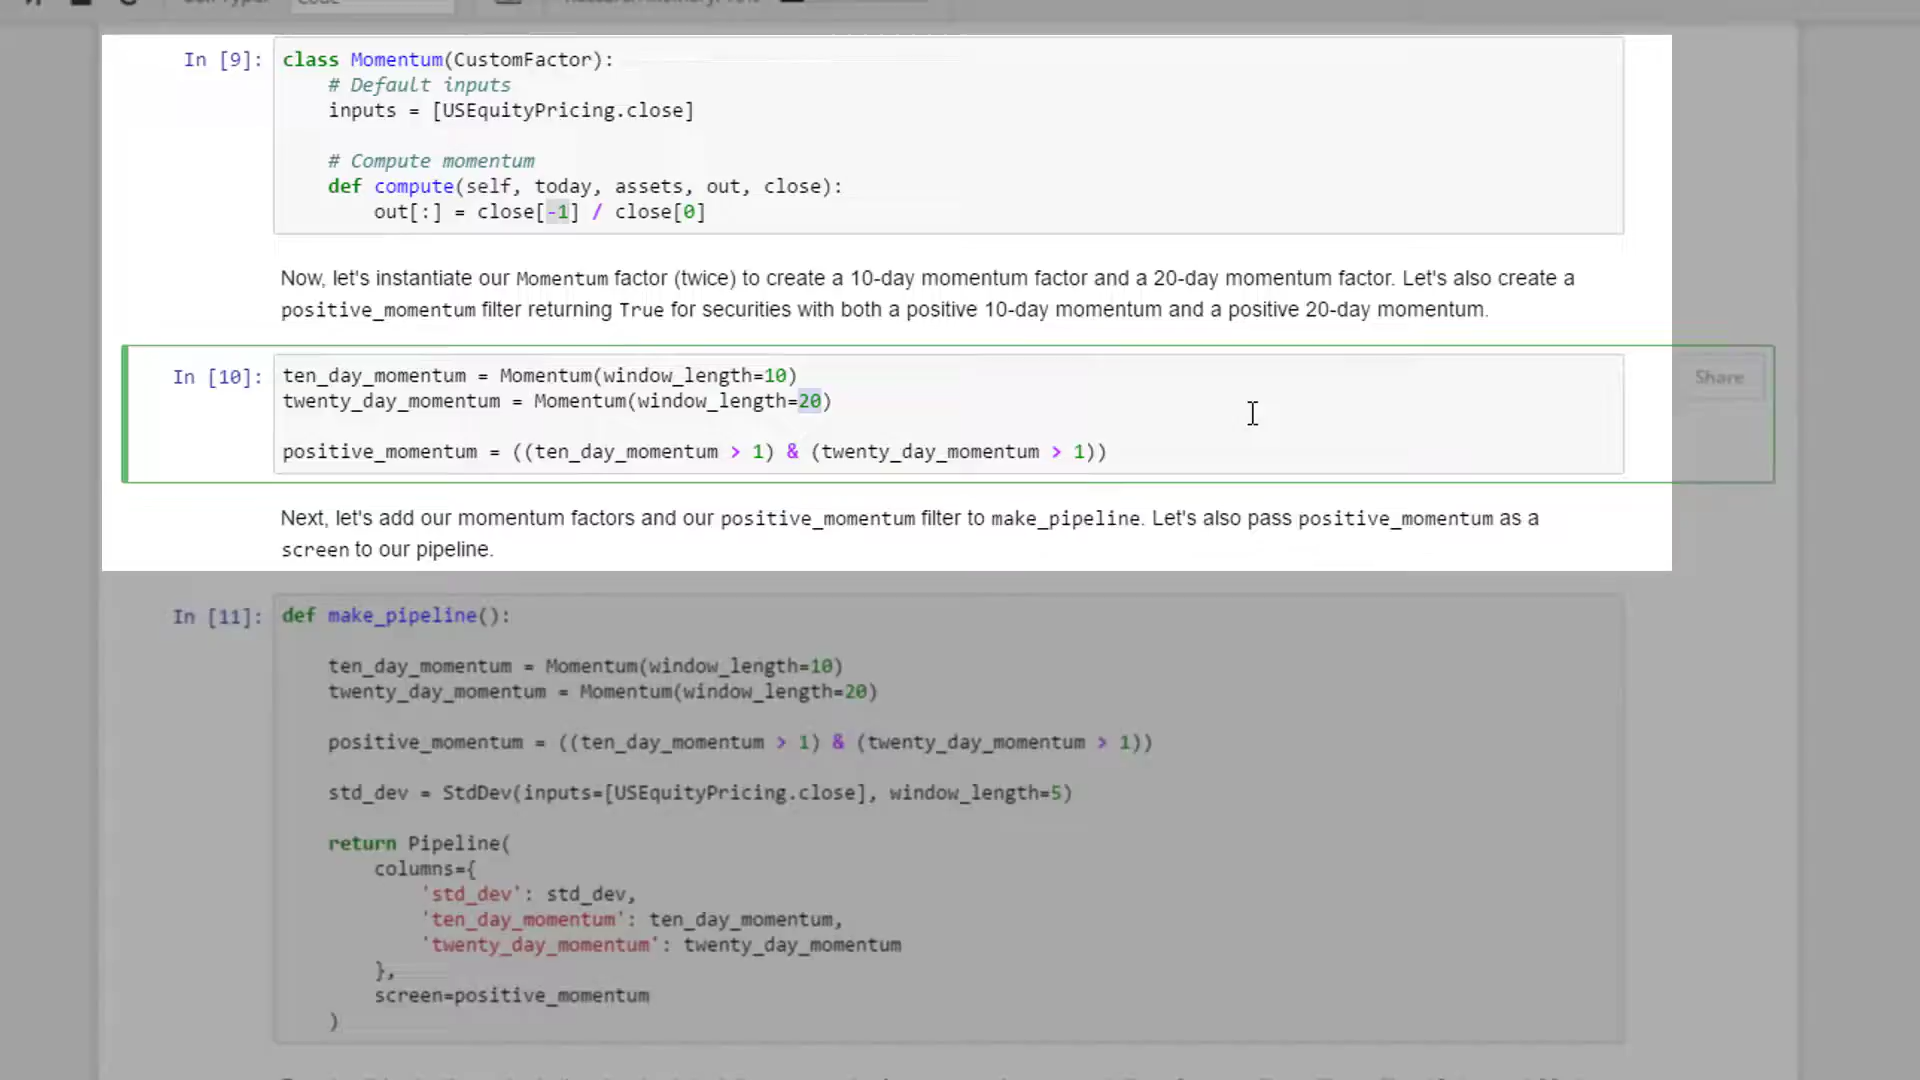 In [9]:
class Momentum(CustomFactor):
    # Default inputs
    inputs = [USEquityPricing.close]
    # Compute momentum
    def compute(self, today, assets, out, close):
        out[:] = close[-1] / close[0]
Now, let's instantiate our Momentum factor (twice) to create a 10-day momentum factor and a 20-day momentum factor. Let's also create a
positive_momentum filter returning True for securities with both a positive 10-day momentum and a positive 20-day momentum.
In [10]:
ten_day_momentum = Momentum(window_length=10)
twenty_day_momentum = Momentum(window_length=20)
positive_momentum = ((ten_day_momentum > 1) & (twenty_day_momentum > 1))
Share
Next, let's add our momentum factors and our positive_momentum filter to make_pipeline. Let's also pass positive_momentum as a
screen to our pipeline.
In [11]:
def make_pipeline():
    ten_day_momentum = Momentum(window_length=10)
    twenty_day_momentum = Momentum(window_length=20)
    positive_momentum = ((ten_day_momentum > 1) & (twenty_day_momentum > 1))
    std_dev = StdDev(inputs=[USEquityPricing.close], window_length=5)
    return Pipeline(
        columns={
            'std_dev': std_dev,
            'ten_day_momentum': ten_day_momentum,
            'twenty_day_momentum': twenty_day_momentum
        },
        screen=positive_momentum
    )